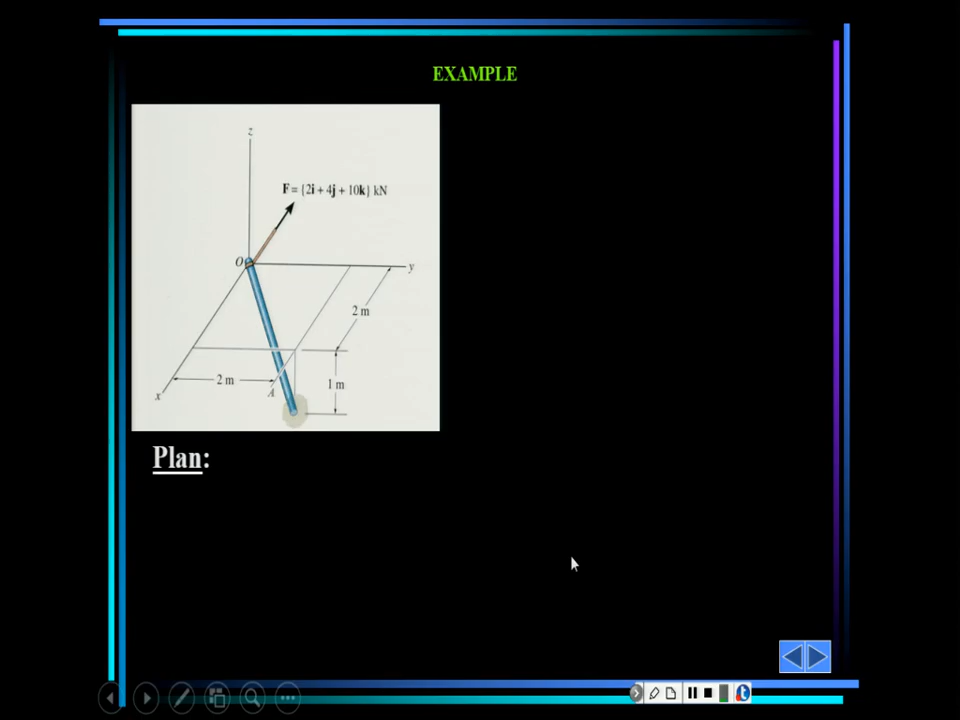 EXAMPLE
z
F = {2i + 4j + 10k} kN
O
y
2 m
2 m
1 m
x
A
Plan: